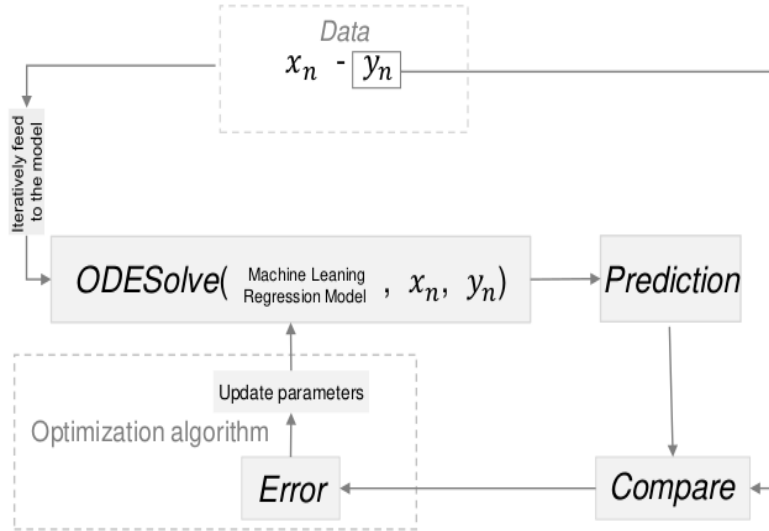 Data
xₙ - yₙ
Iteratively feed
to the model
ODESolve( Machine Leaning
Regression Model , xₙ, yₙ)
Prediction
Update parameters
Optimization algorithm
Error
Compare